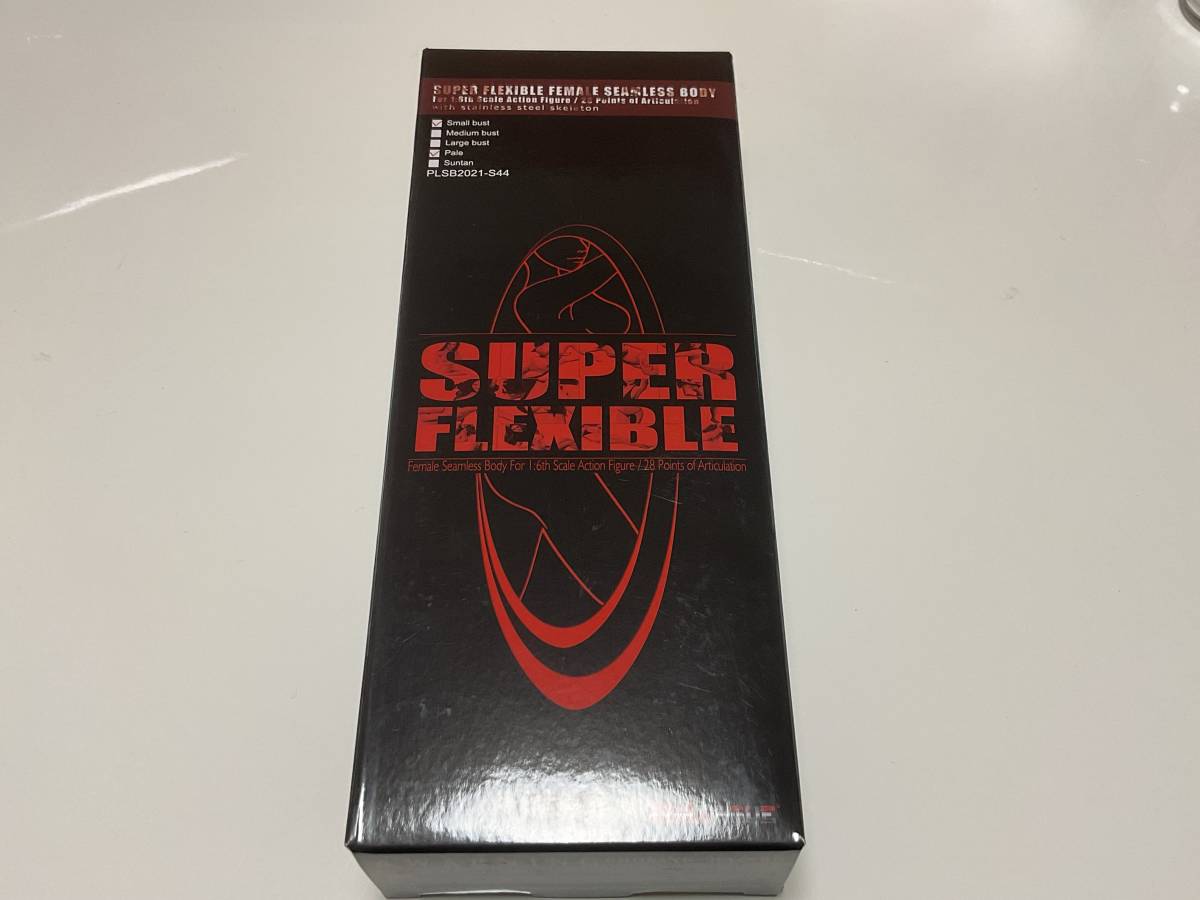 SUPER FLEXIBLE FEMALE SEAMLESS BODY
For 1:6th Scale Action Figure / 28 Points of Articulation
with stainless steel skeleton
Small bust
Medium bust
Large bust
Pale
Suntan
PLSB2021-S44
SUPER
FLEXIBLE
Female Seamless Body For 1:6th Scale Action Figure / 28 Points of Articulation